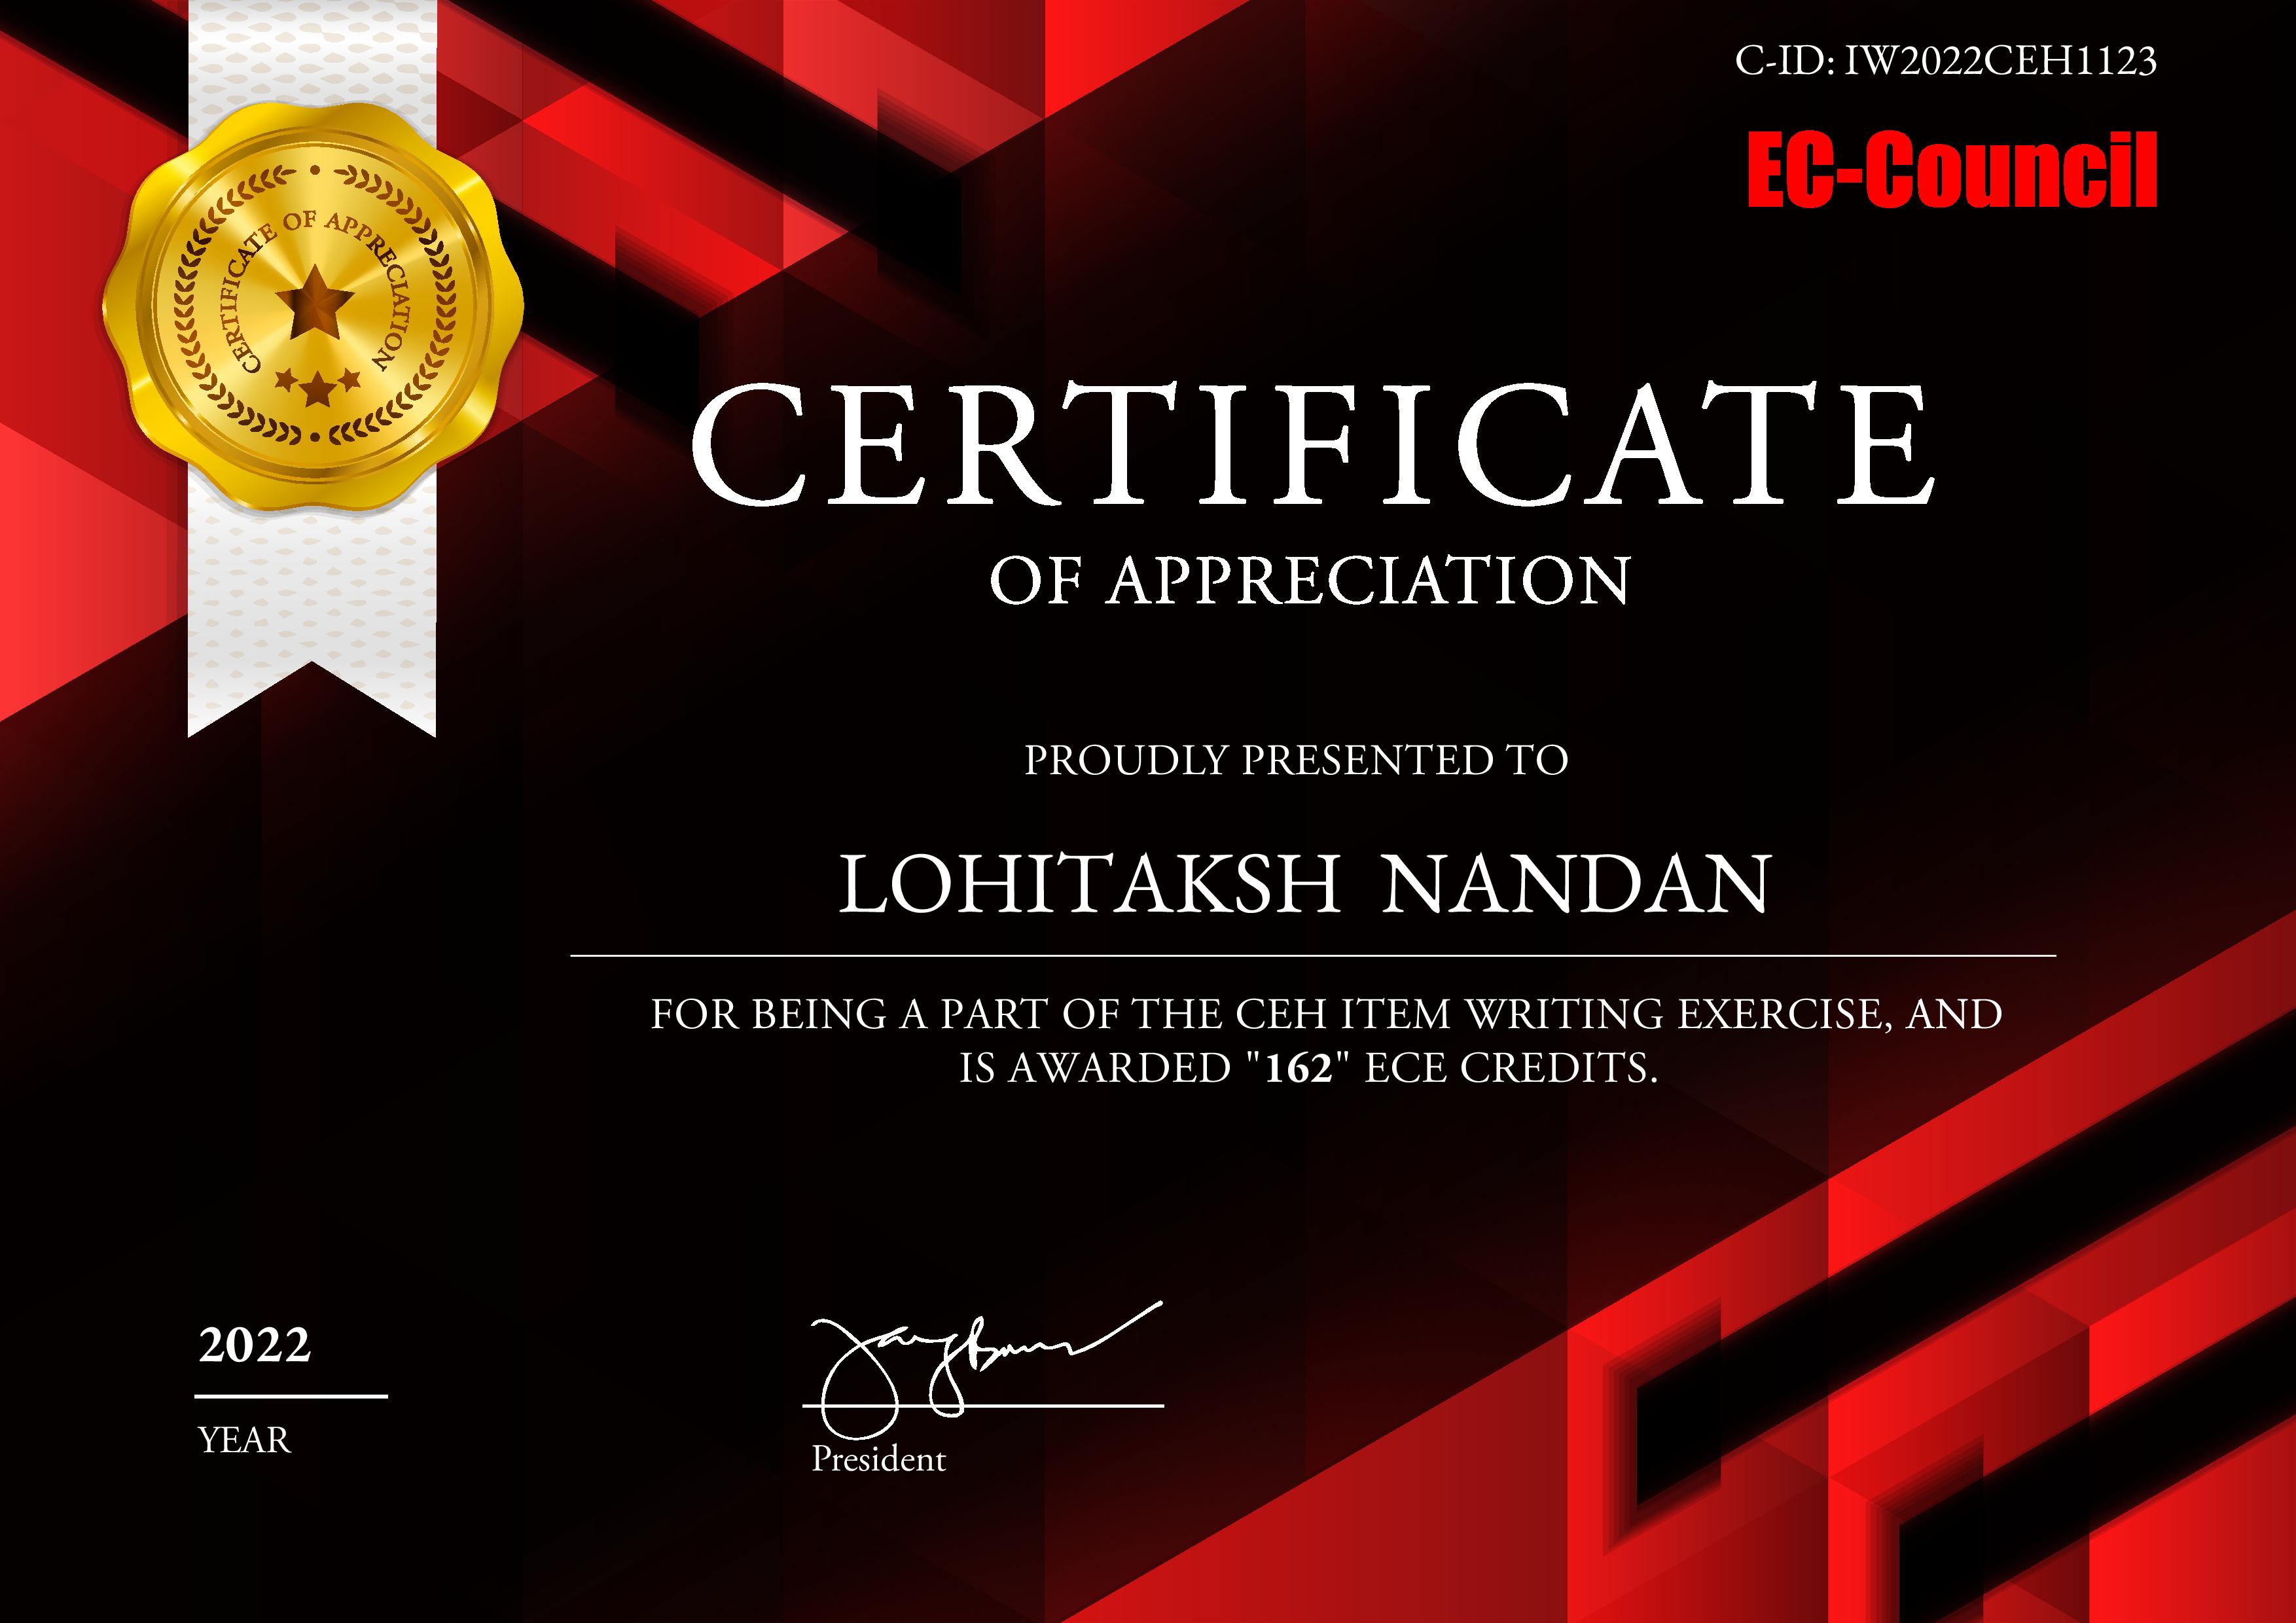 C-ID: IW2022CEH1123
EC-Council
CERTIFICATE OF APPRECIATION
CERTIFICATE
OF APPRECIATION
PROUDLY PRESENTED TO
LOHITAKSH NANDAN
FOR BEING A PART OF THE CEH ITEM WRITING EXERCISE, AND
IS AWARDED "162" ECE CREDITS.
2022
YEAR
President